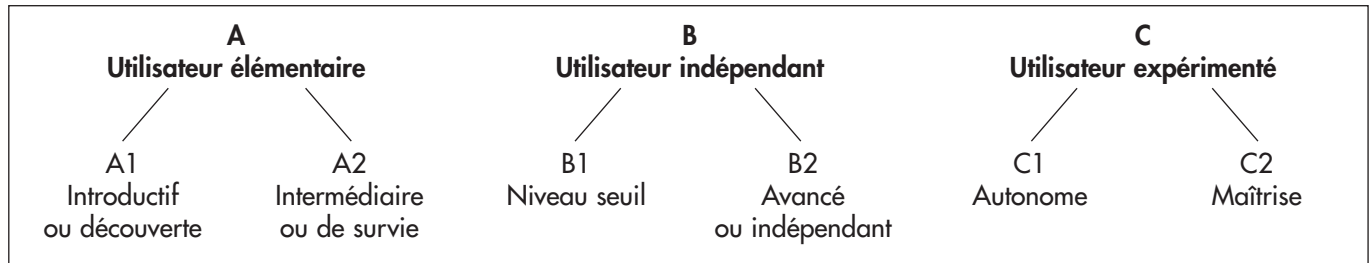 A
Utilisateur élémentaire
B
Utilisateur indépendant
C
Utilisateur expérimenté
A1
Introductif
ou découverte
A2
Intermédiaire
ou de survie
B1
Niveau seuil
B2
Avancé
ou indépendant
C1
Autonome
C2
Maîtrise